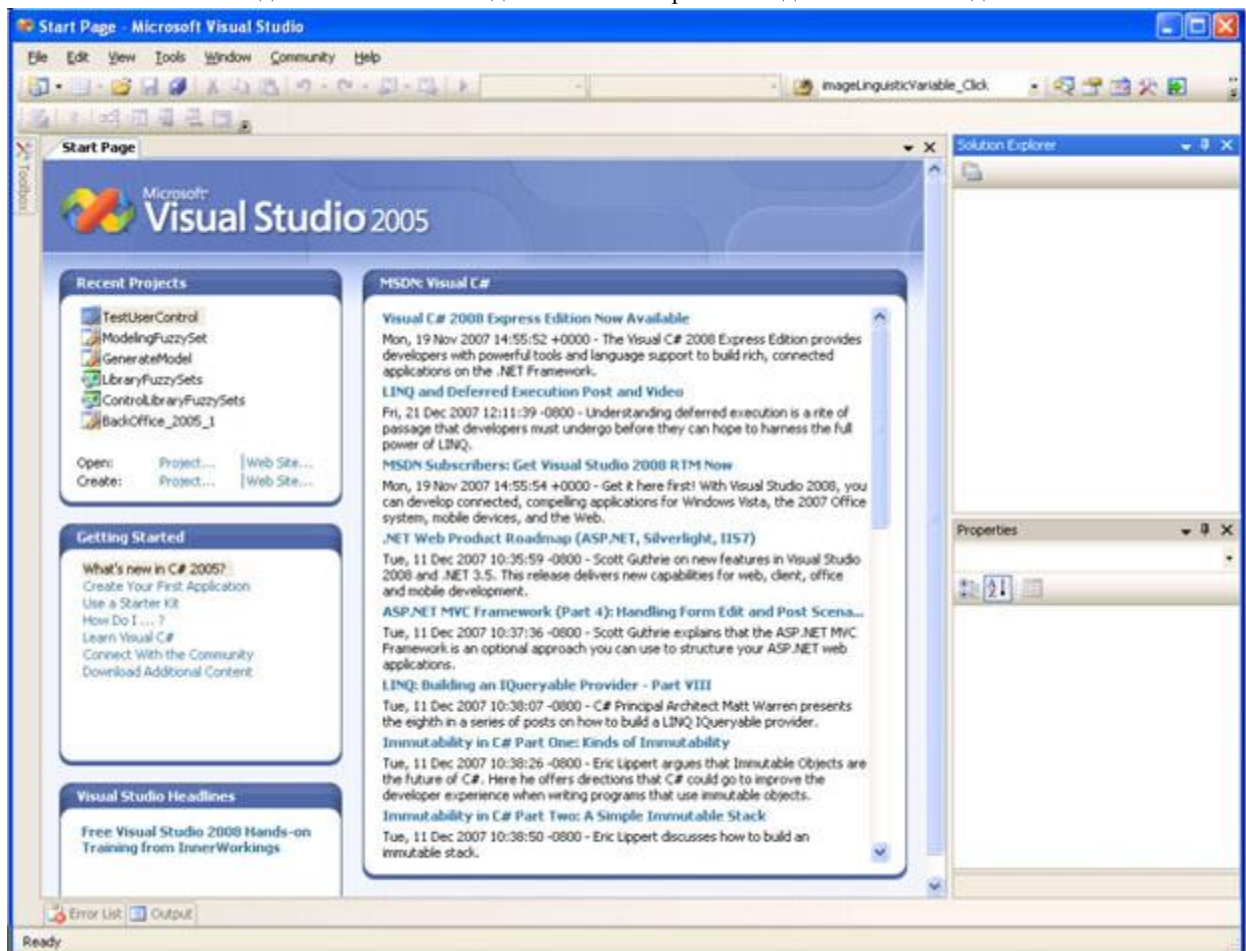 Start Page - Microsoft Visual Studio
File Edit View Tools Window Community Help
imageLinguisticVariable_Click
Toolbox
Start Page
Microsoft
Visual Studio 2005
Recent Projects
TestUserControl
ModelingFuzzySet
GenerateModel
LibraryFuzzySets
ControlLibraryFuzzySets
BackOffice_2005_1
Open: Project... Web Site...
Create: Project... Web Site...
Getting Started
What's new in C# 2005?
Create Your First Application
Use a Starter Kit
How Do I ... ?
Learn Visual C#
Connect With the Community
Download Additional Content
Visual Studio Headlines
Free Visual Studio 2008 Hands-on
Training from InnerWorkings
MSDN: Visual C#
Visual C# 2008 Express Edition Now Available
Mon, 19 Nov 2007 14:55:52 +0000 - The Visual C# 2008 Express Edition provides
developers with powerful tools and language support to build rich, connected
applications on the .NET Framework.
LINQ and Deferred Execution Post and Video
Fri, 21 Dec 2007 12:11:39 -0800 - Understanding deferred execution is a rite of
passage that developers must undergo before they can hope to harness the full
power of LINQ.
MSDN Subscribers: Get Visual Studio 2008 RTM Now
Mon, 19 Nov 2007 14:55:54 +0000 - Get it here first! With Visual Studio 2008, you
can develop connected, compelling applications for Windows Vista, the 2007 Office
system, mobile devices, and the Web.
.NET Web Product Roadmap (ASP.NET, Silverlight, IIS7)
Tue, 11 Dec 2007 10:35:59 -0800 - Scott Guthrie on new features in Visual Studio
2008 and .NET 3.5. This release delivers new capabilities for web, client, office
and mobile development.
ASP.NET MVC Framework (Part 4): Handling Form Edit and Post Scena...
Tue, 11 Dec 2007 10:37:36 -0800 - Scott Guthrie explains that the ASP.NET MVC
Framework is an optional approach you can use to structure your ASP.NET web
applications.
LINQ: Building an IQueryable Provider - Part VIII
Tue, 11 Dec 2007 10:38:07 -0800 - C# Principal Architect Matt Warren presents
the eighth in a series of posts on how to build a LINQ IQueryable provider.
Immutability in C# Part One: Kinds of Immutability
Tue, 11 Dec 2007 10:38:26 -0800 - Eric Lippert argues that Immutable Objects are
the future of C#. Here he offers directions that C# could go to improve the
developer experience when writing programs that use immutable objects.
Immutability in C# Part Two: A Simple Immutable Stack
Tue, 11 Dec 2007 10:38:50 -0800 - Eric Lippert discusses how to build an
immutable stack.
Solution Explorer
Properties
Error List Output
Ready